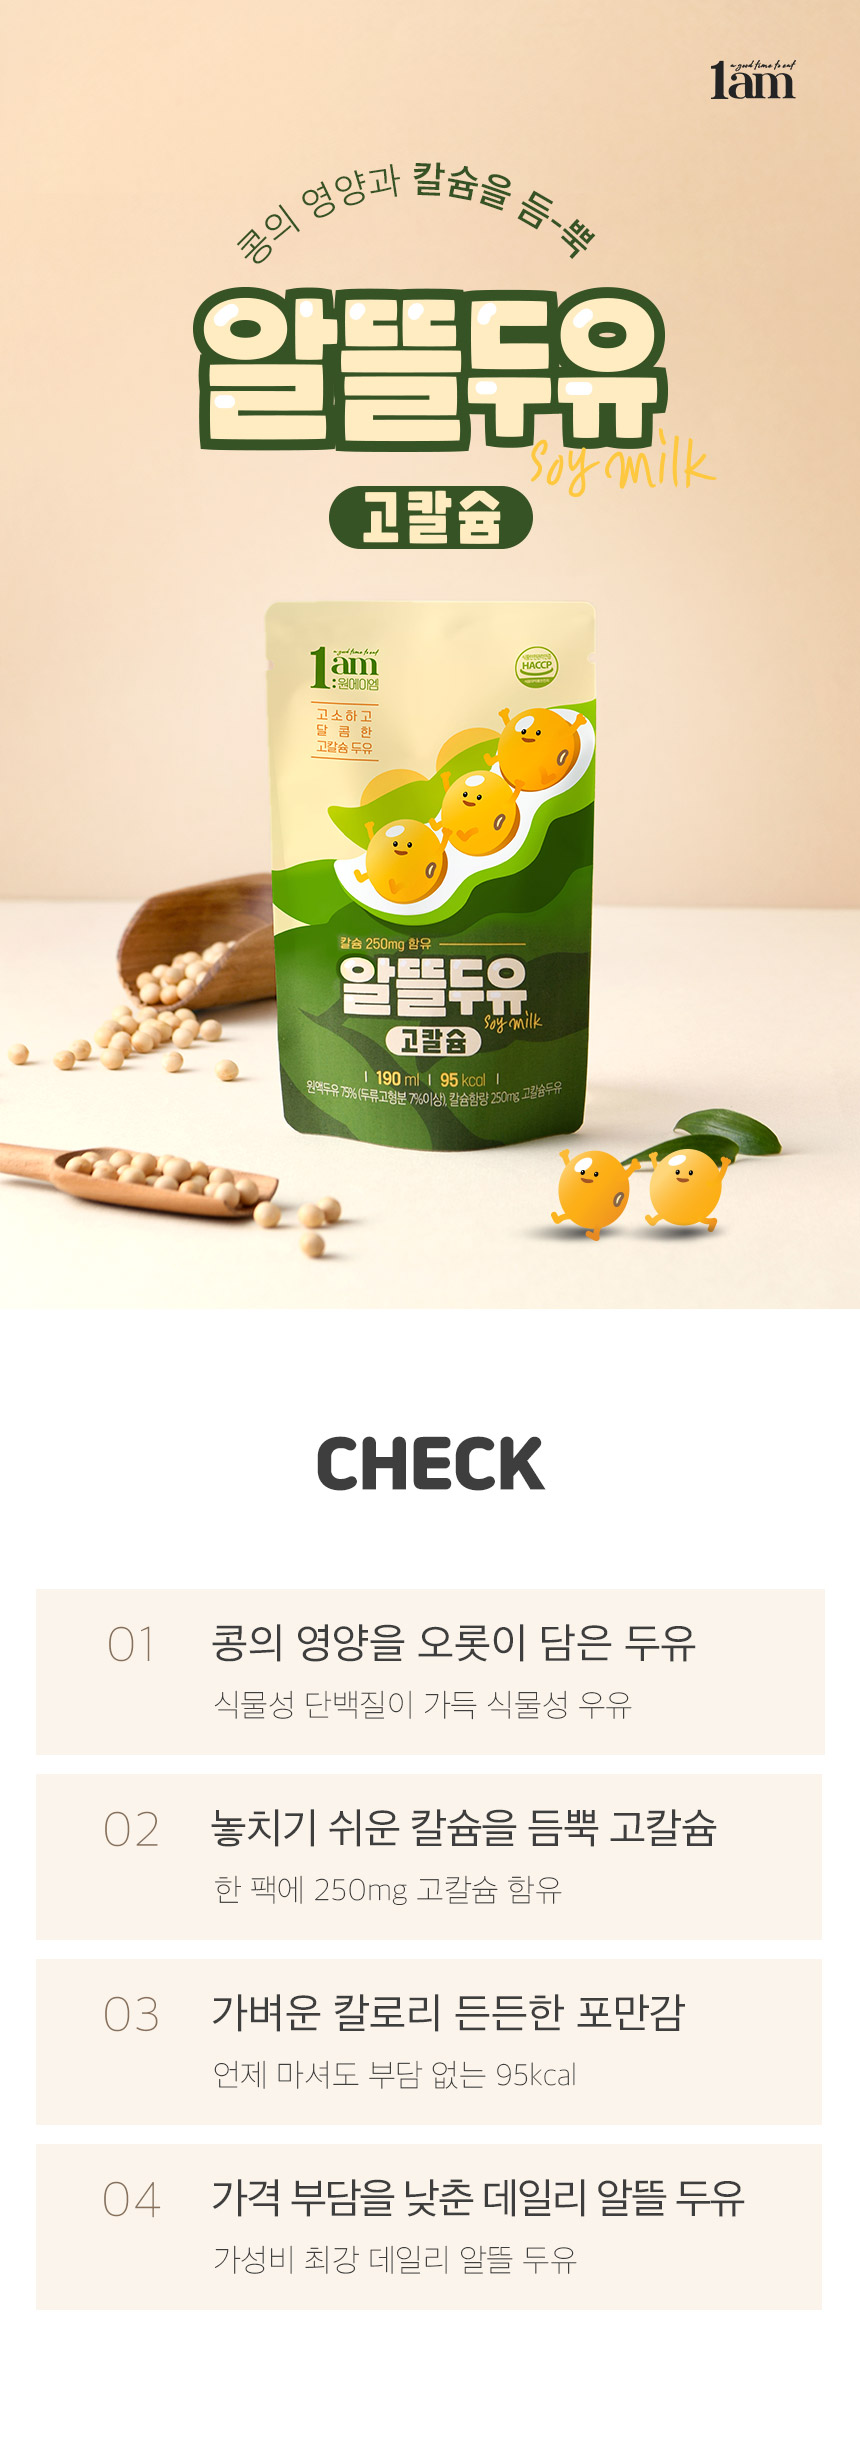 a good time to eat
1am
콩의 영양과 칼슘을 듬-뿍
알뜰두유
soy milk
고칼슘
a good time to eat
1am
:원에이엠
HACCP
고소하고
달콤한
고칼슘 두유
칼슘 250mg 함유
알뜰두유
soy milk
고칼슘
190 ml | 95 kcal
원액두유 75% (두류고형분 7%이상), 칼슘함량 250mg 고칼슘두유
CHECK
01 콩의 영양을 오롯이 담은 두유
식물성 단백질이 가득 식물성 우유
02 놓치기 쉬운 칼슘을 듬뿍 고칼슘
한 팩에 250mg 고칼슘 함유
03 가벼운 칼로리 든든한 포만감
언제 마셔도 부담 없는 95kcal
04 가격 부담을 낮춘 데일리 알뜰 두유
가성비 최강 데일리 알뜰 두유